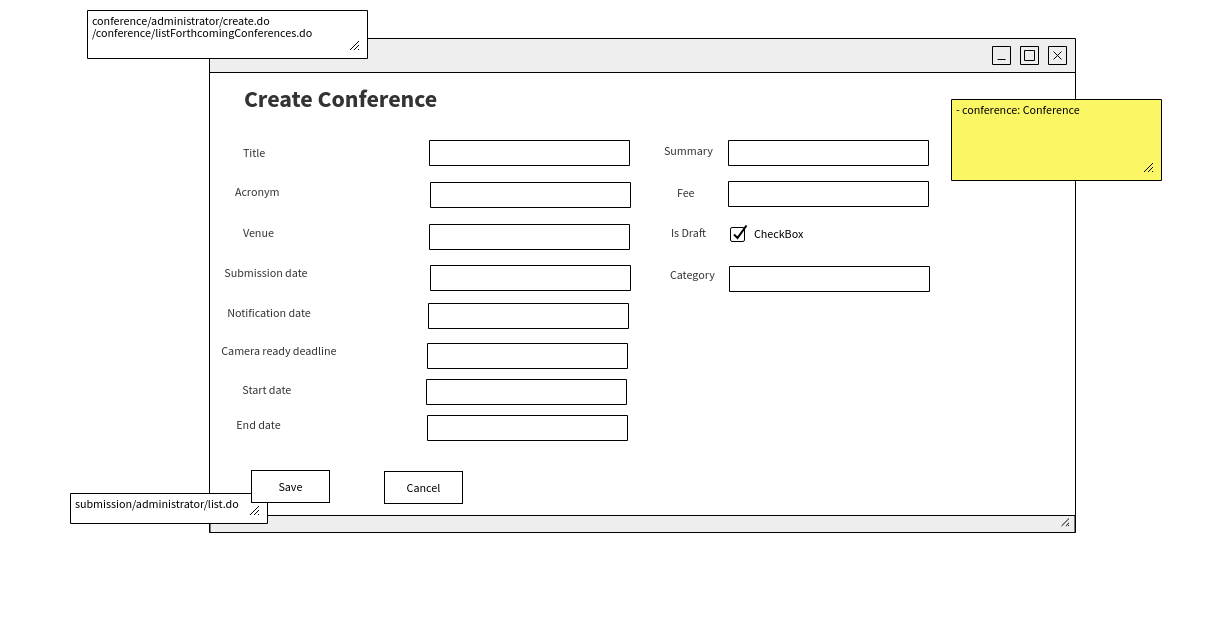 conference/administrator/create.do
/conference/listForthcomingConferences.do
Create Conference
- conference: Conference
Title
Summary
Acronym
Fee
Venue
Is Draft
CheckBox
Submission date
Category
Notification date
Camera ready deadline
Start date
End date
Save
Cancel
submission/administrator/list.do